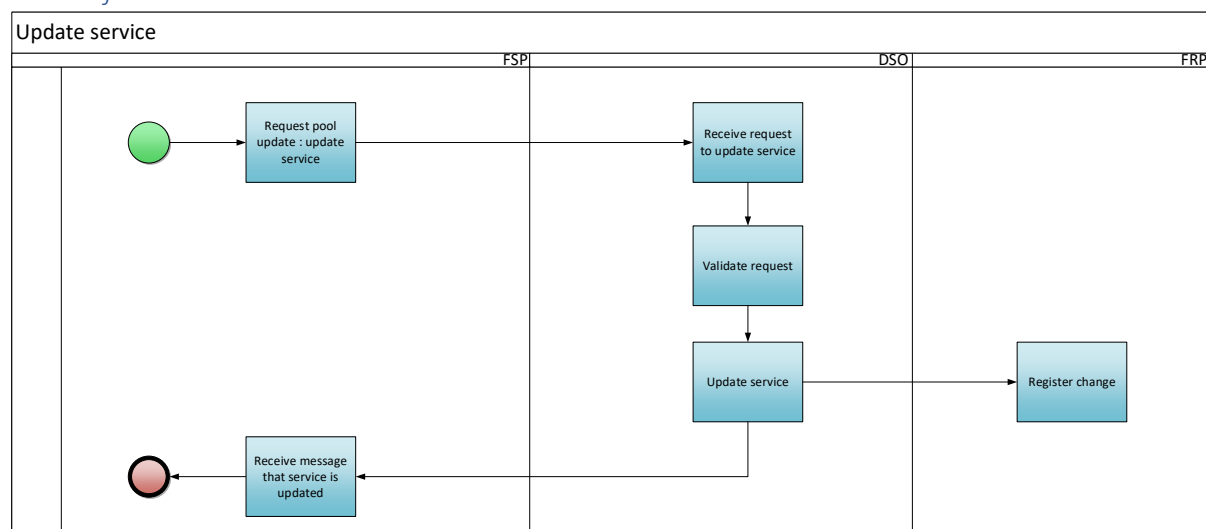 Update service
FSP
DSO
FRP
Request pool
update : update
service
Receive request
to update service
Validate request
Update service
Register change
Receive message
that service is
updated